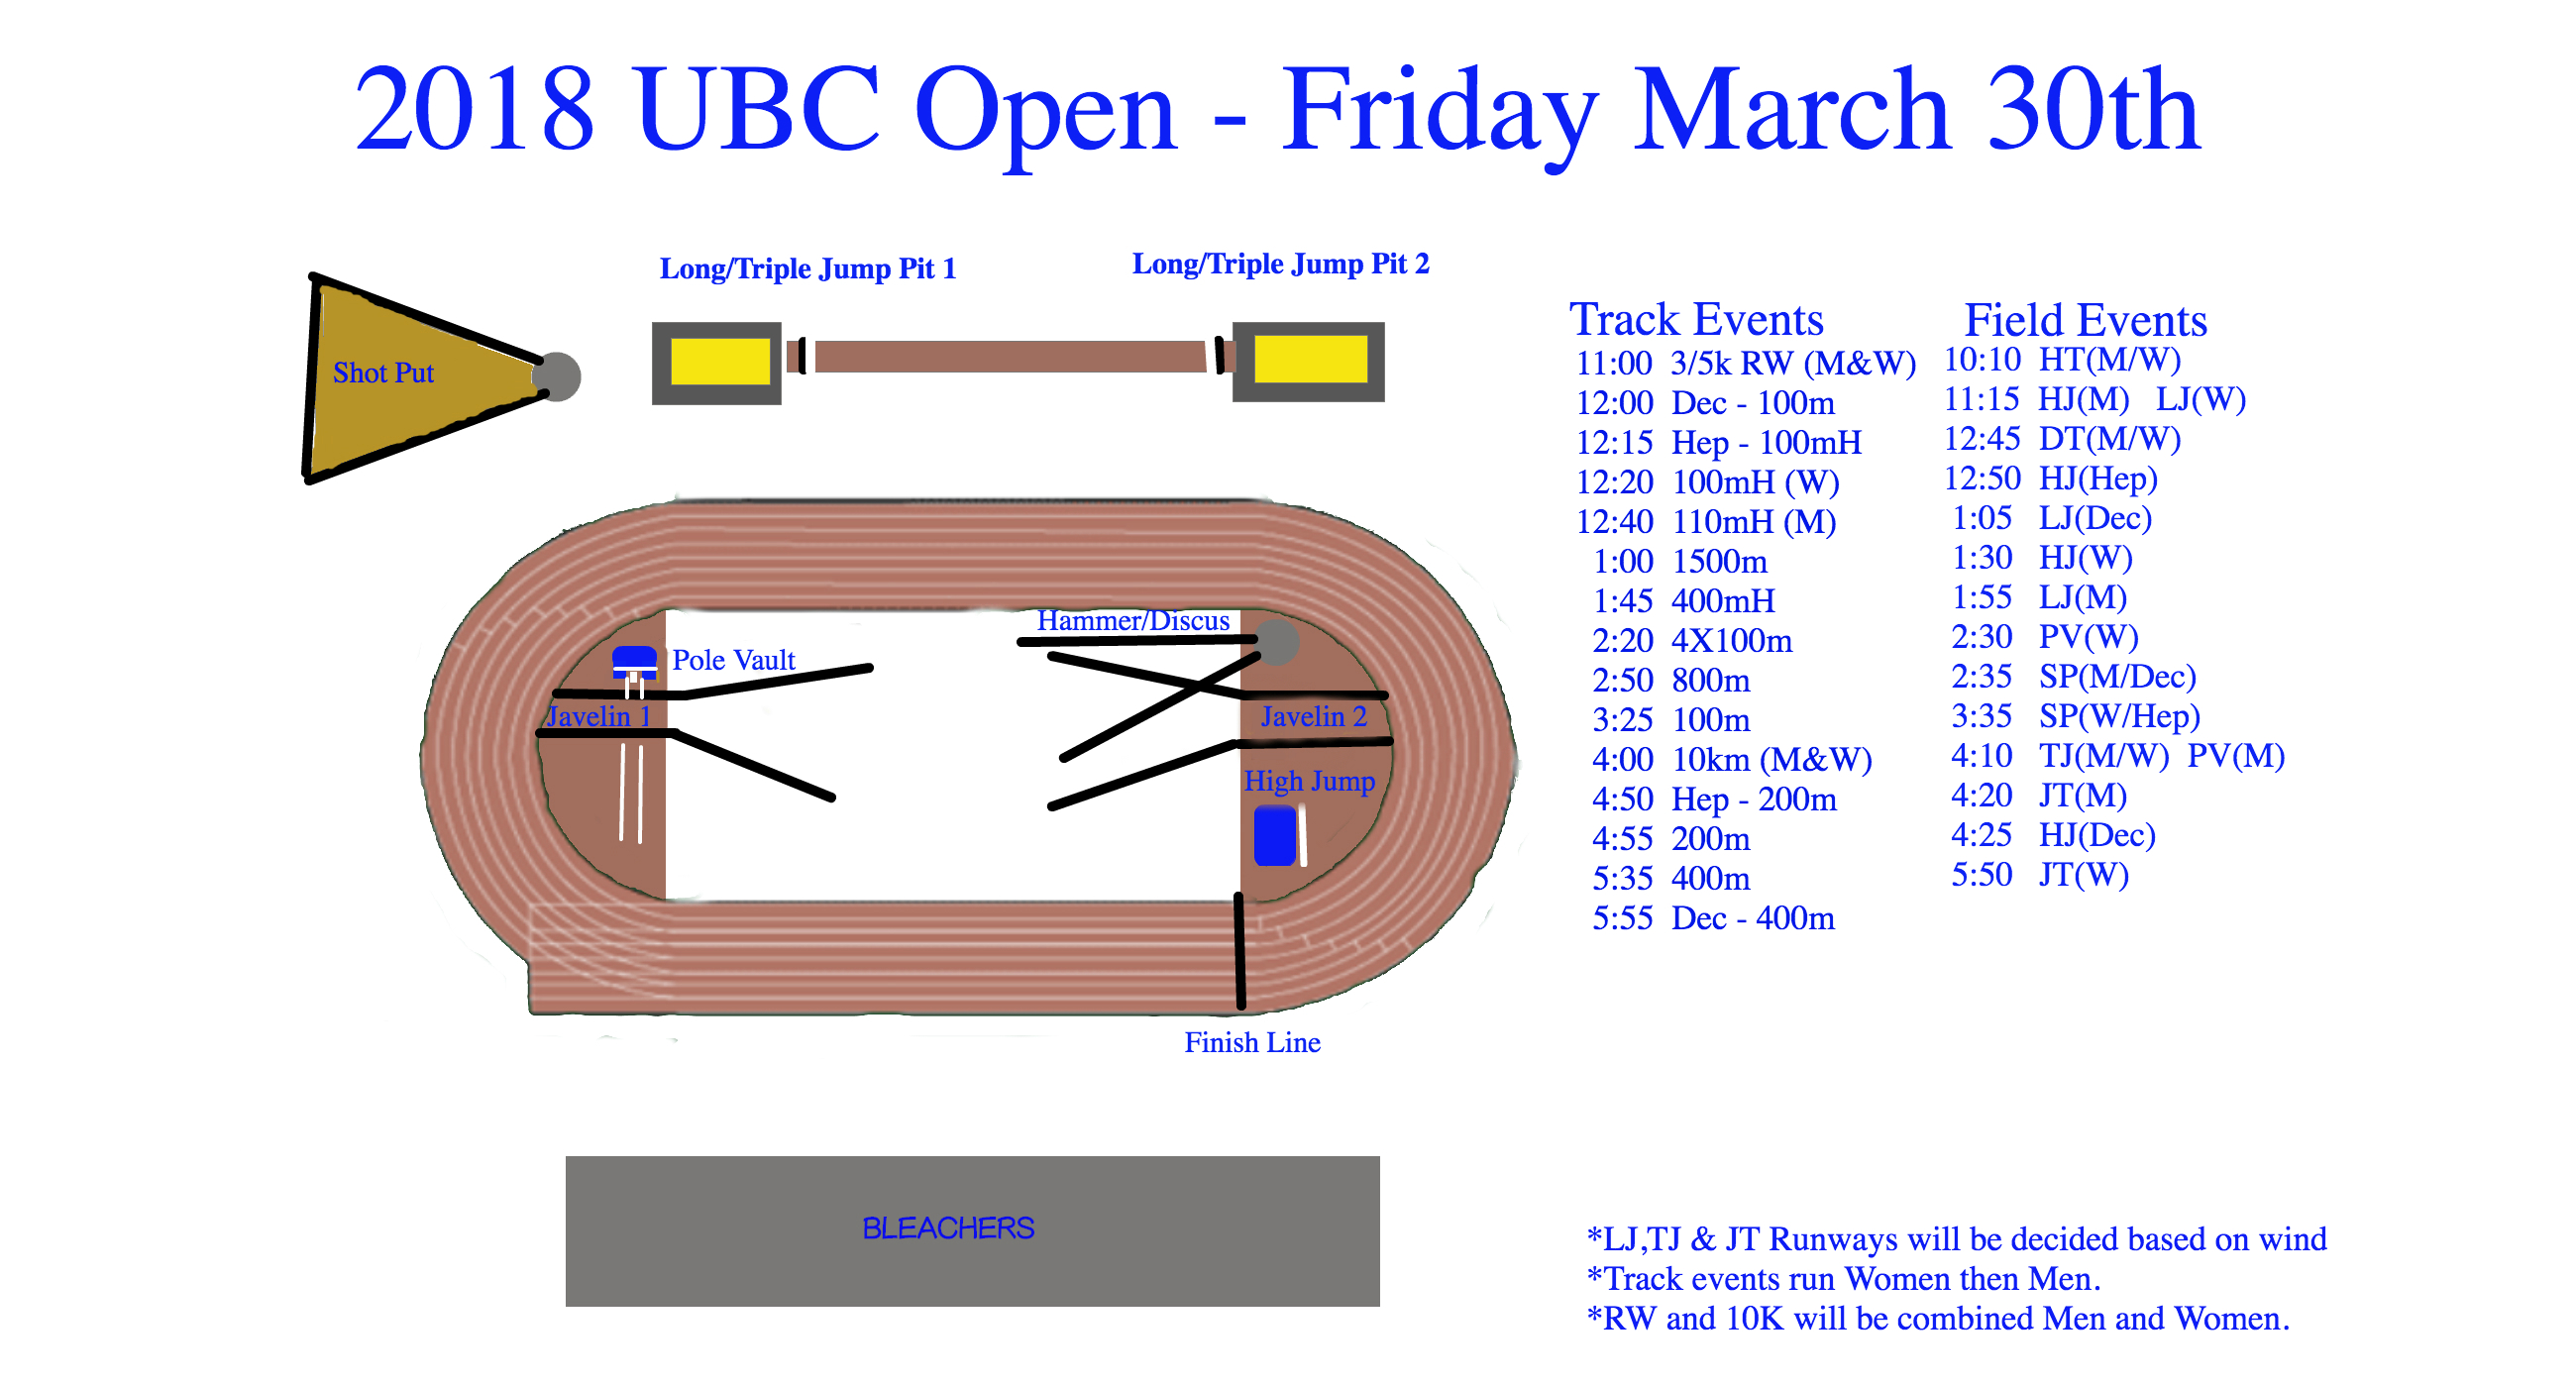 2018 UBC Open - Friday March 30th
Long/Triple Jump Pit 1
Long/Triple Jump Pit 2
Shot Put
Hammer/Discus
Pole Vault
Javelin 1
Javelin 2
High Jump
Finish Line
BLEACHERS
Track Events
11:00 3/5k RW (M&W)
12:00 Dec - 100m
12:15 Hep - 100mH
12:20 100mH (W)
12:40 110mH (M)
1:00 1500m
1:45 400mH
2:20 4X100m
2:50 800m
3:25 100m
4:00 10km (M&W)
4:50 Hep - 200m
4:55 200m
5:35 400m
5:55 Dec - 400m
Field Events
10:10 HT(M/W)
11:15 HJ(M) LJ(W)
12:45 DT(M/W)
12:50 HJ(Hep)
1:05 LJ(Dec)
1:30 HJ(W)
1:55 LJ(M)
2:30 PV(W)
2:35 SP(M/Dec)
3:35 SP(W/Hep)
4:10 TJ(M/W) PV(M)
4:20 JT(M)
4:25 HJ(Dec)
5:50 JT(W)
*LJ,TJ & JT Runways will be decided based on wind
*Track events run Women then Men.
*RW and 10K will be combined Men and Women.